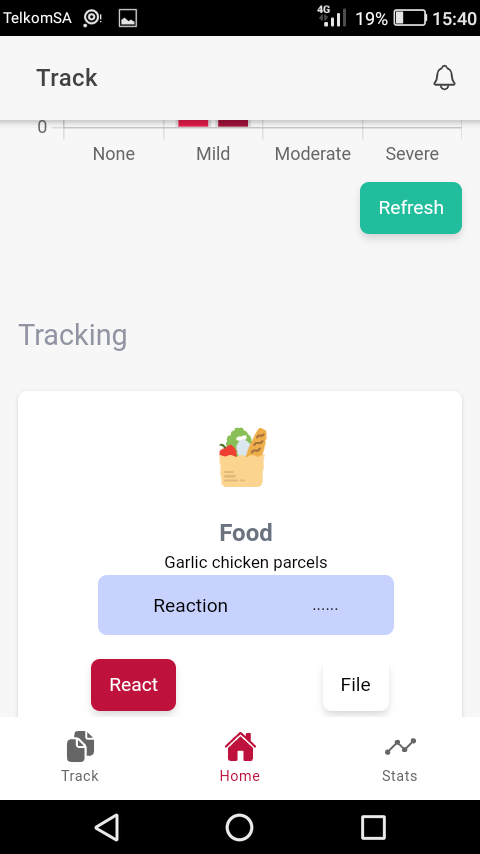 TelkomSA 4G 19% 15:40
Track
0
None Mild Moderate Severe
Refresh
Tracking
Food
Garlic chicken parcels
Reaction ......
React File
Track Home Stats